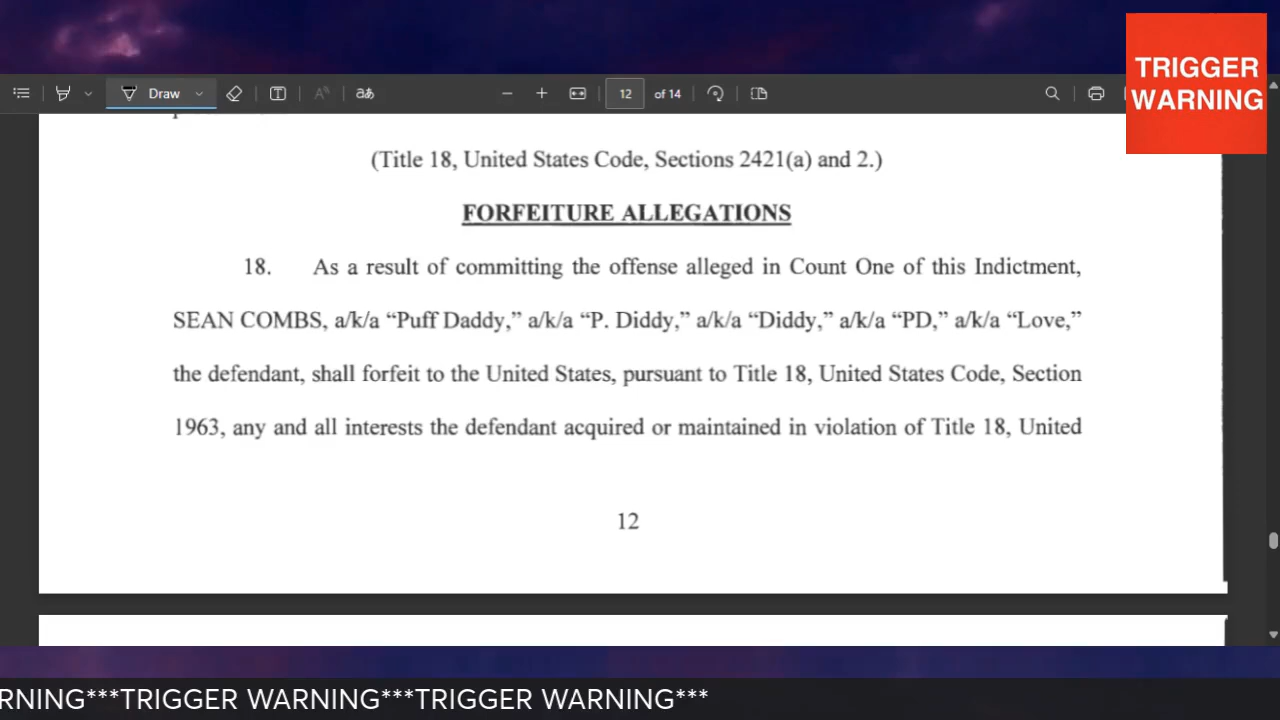 TRIGGER
WARNING
Draw
aあ
12 of 14
(Title 18, United States Code, Sections 2421(a) and 2.)
FORFEITURE ALLEGATIONS
18. As a result of committing the offense alleged in Count One of this Indictment,
SEAN COMBS, a/k/a “Puff Daddy,” a/k/a “P. Diddy,” a/k/a “Diddy,” a/k/a “PD,” a/k/a “Love,”
the defendant, shall forfeit to the United States, pursuant to Title 18, United States Code, Section
1963, any and all interests the defendant acquired or maintained in violation of Title 18, United
12
RNING***TRIGGER WARNING***TRIGGER WARNING***